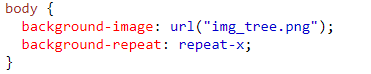 body {
  background-image: url("img_tree.png");
  background-repeat: repeat-x;
}